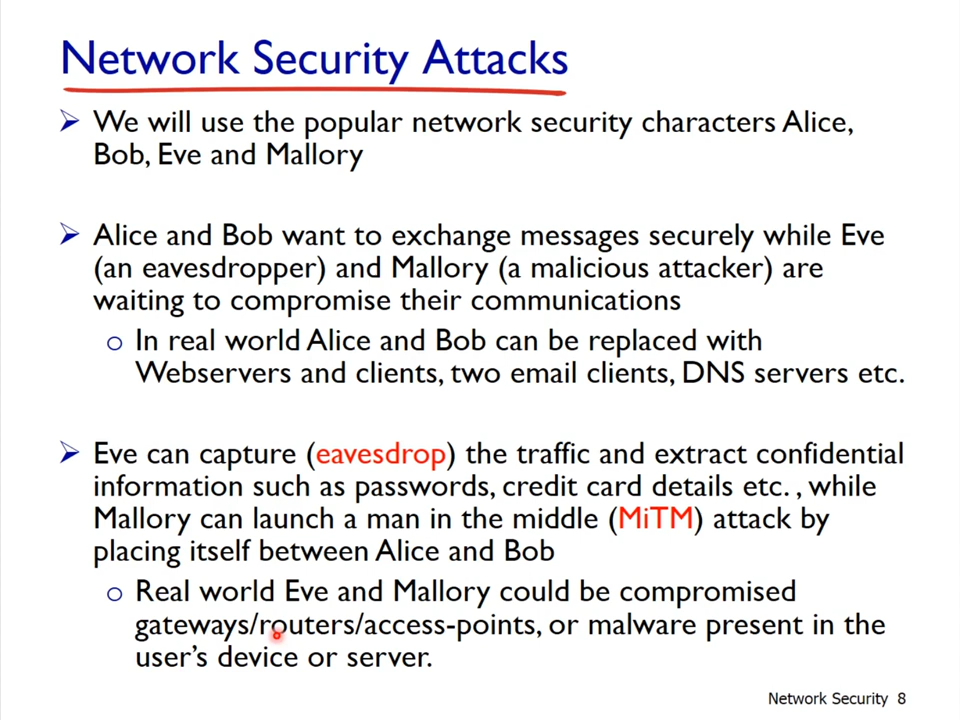 Network Security Attacks
➢ We will use the popular network security characters Alice,
Bob, Eve and Mallory
➢ Alice and Bob want to exchange messages securely while Eve
(an eavesdropper) and Mallory (a malicious attacker) are
waiting to compromise their communications
o In real world Alice and Bob can be replaced with
Webservers and clients, two email clients, DNS servers etc.
➢ Eve can capture (eavesdrop) the traffic and extract confidential
information such as passwords, credit card details etc. , while
Mallory can launch a man in the middle (MiTM) attack by
placing itself between Alice and Bob
o Real world Eve and Mallory could be compromised
gateways/routers/access-points, or malware present in the
user's device or server.
Network Security 8